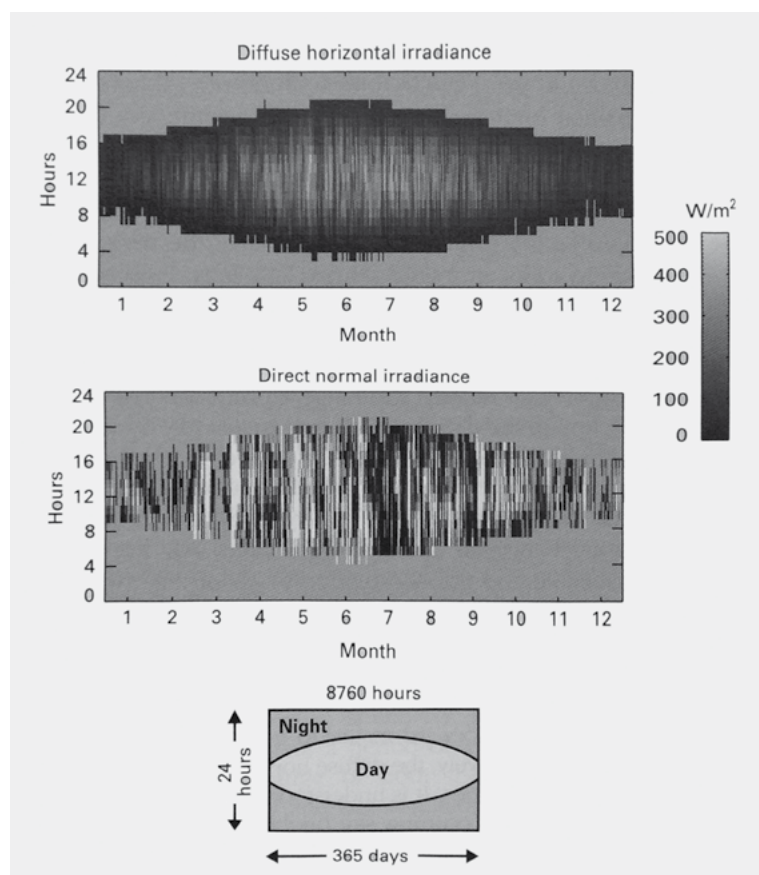 Diffuse horizontal irradiance
24
20
16
12
8
4
0
Hours
1 2 3 4 5 6 7 8 9 10 11 12
Month
W/m²
500
400
300
200
100
0
Direct normal irradiance
24
20
16
12
8
4
0
Hours
1 2 3 4 5 6 7 8 9 10 11 12
Month
8760 hours
Night
Day
24
hours
365 days